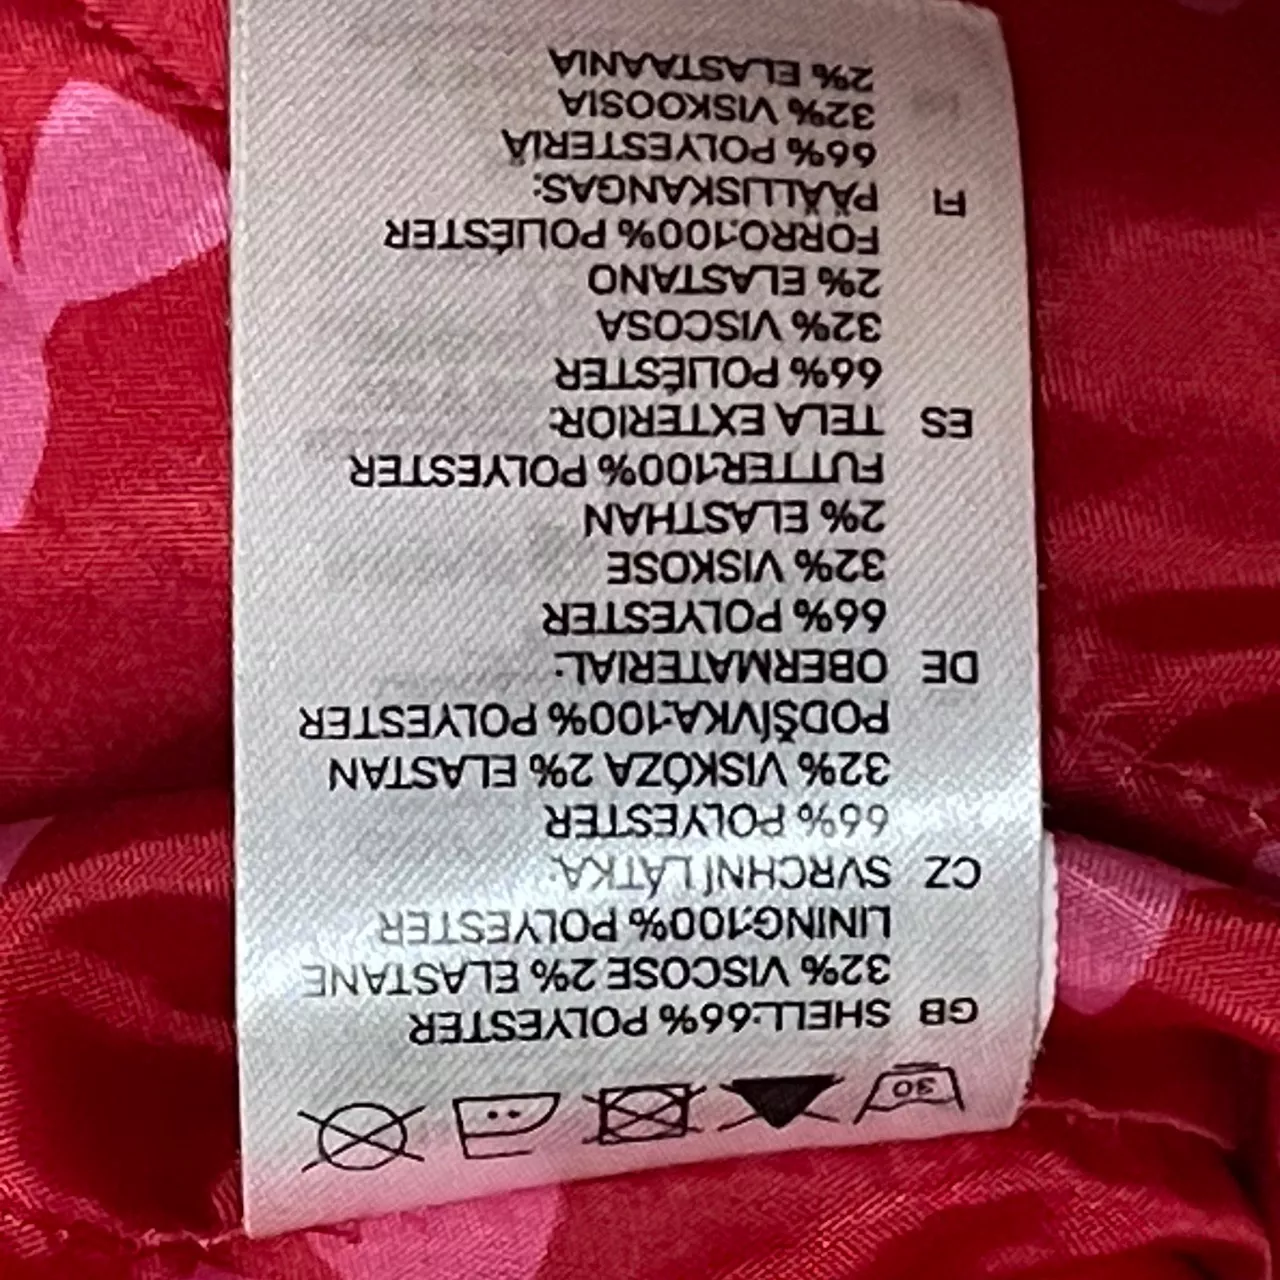 30
GB SHELL:66% POLYESTER
32% VISCOSE 2% ELASTANE
LINING:100% POLYESTER
CZ SVRCHNÍ LÁTKA:
66% POLYESTER
32% VISKÓZA 2% ELASTAN
PODŠÍVKA:100% POLYESTER
DE OBERMATERIAL:
66% POLYESTER
32% VISKOSE
2% ELASTHAN
FUTTER:100% POLYESTER
ES TELA EXTERIOR:
66% POLIÉSTER
32% VISCOSA
2% ELASTANO
FORRO:100% POLIÉSTER
FI PÄÄLLISKANGAS:
66% POLYESTERIÄ
32% VISKOOSIA
2% ELASTAANIA